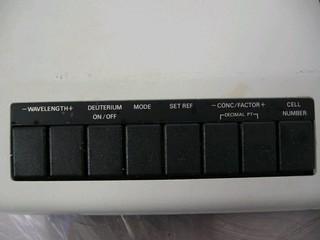 −WAVELENGTH+ DEUTERIUM MODE SET REF −CONC/FACTOR+ CELL
ON/OFF DECIMAL PT NUMBER